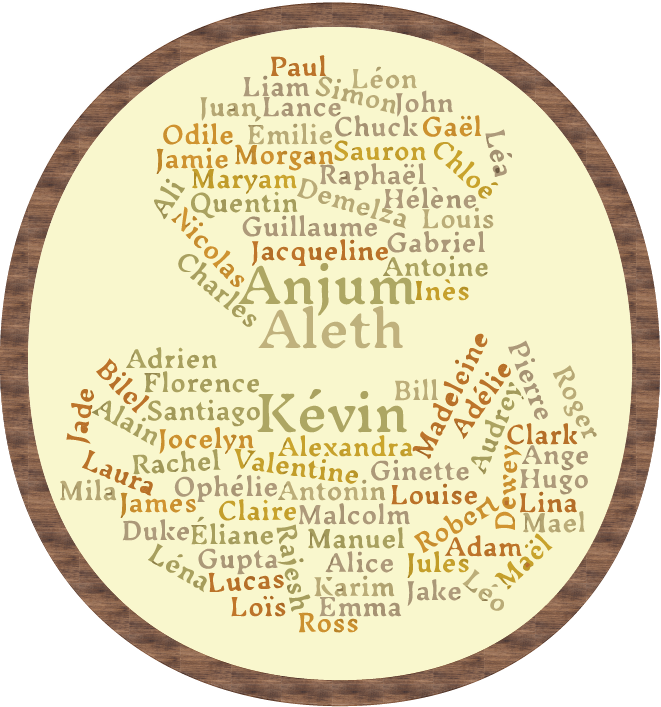 Paul
Liam Simon Léon
Juan Lance John
Odile Émilie Chuck Gaël Léa
Jamie Morgan Sauron Chloé
Maryam Raphaël
Ali Quentin Demelza Hélène
Nicolas Guillaume Louis
Jacqueline Gabriel
Charles Antoine
Anjum Inès
Aleth
Adrien Madeleine Pierre
Bilel Florence Bill Adélie Roger
Jade Alain Santiago Kévin Audrey
Jocelyn Alexandra Clark
Laura Rachel Valentine Ginette Dewey Ange
Mila Ophélie Antonin Louise Hugo
James Claire Malcolm Robert Lina
Duke Éliane Rajesh Manuel Mael
Léna Gupta Alice Jules Adam Maël
Lucas Karim Jake Léo
Loïs Emma
Ross